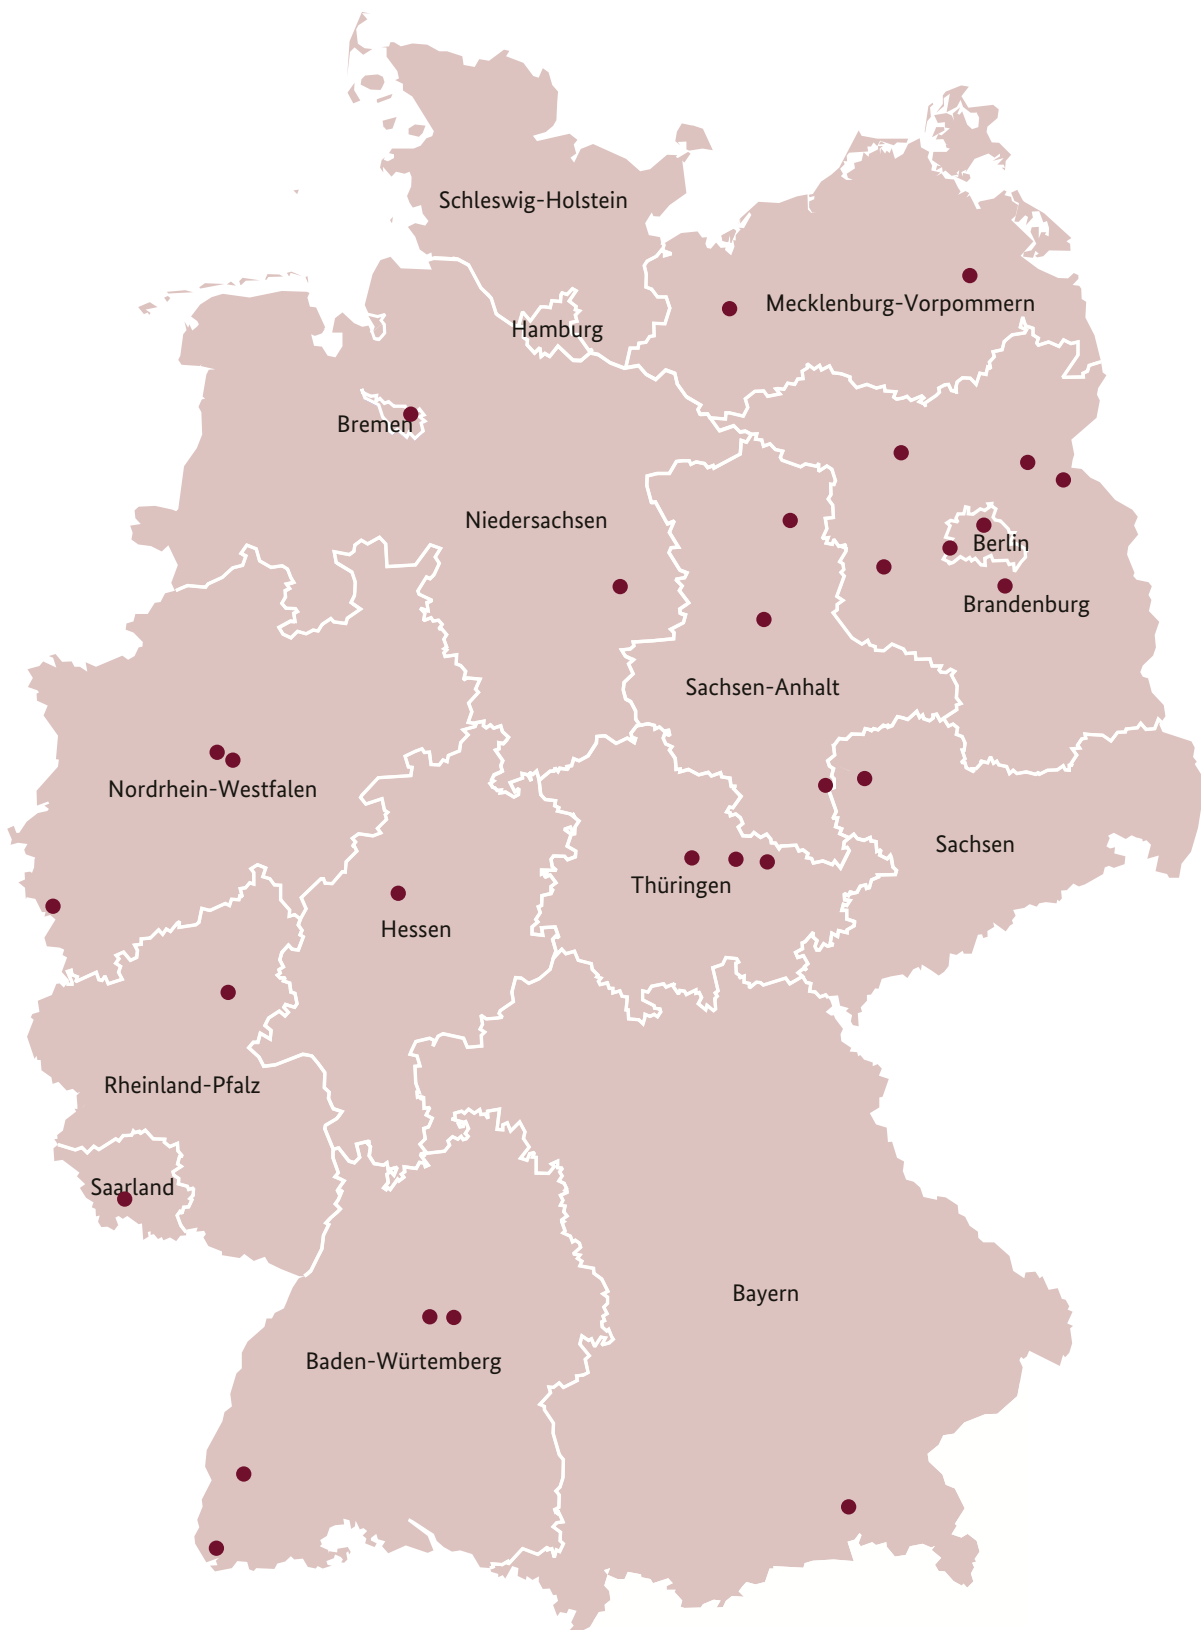 Schleswig-Holstein
Mecklenburg-Vorpommern
Hamburg
Bremen
Niedersachsen
Berlin
Brandenburg
Sachsen-Anhalt
Nordrhein-Westfalen
Sachsen
Thüringen
Hessen
Rheinland-Pfalz
Saarland
Bayern
Baden-Würtemberg